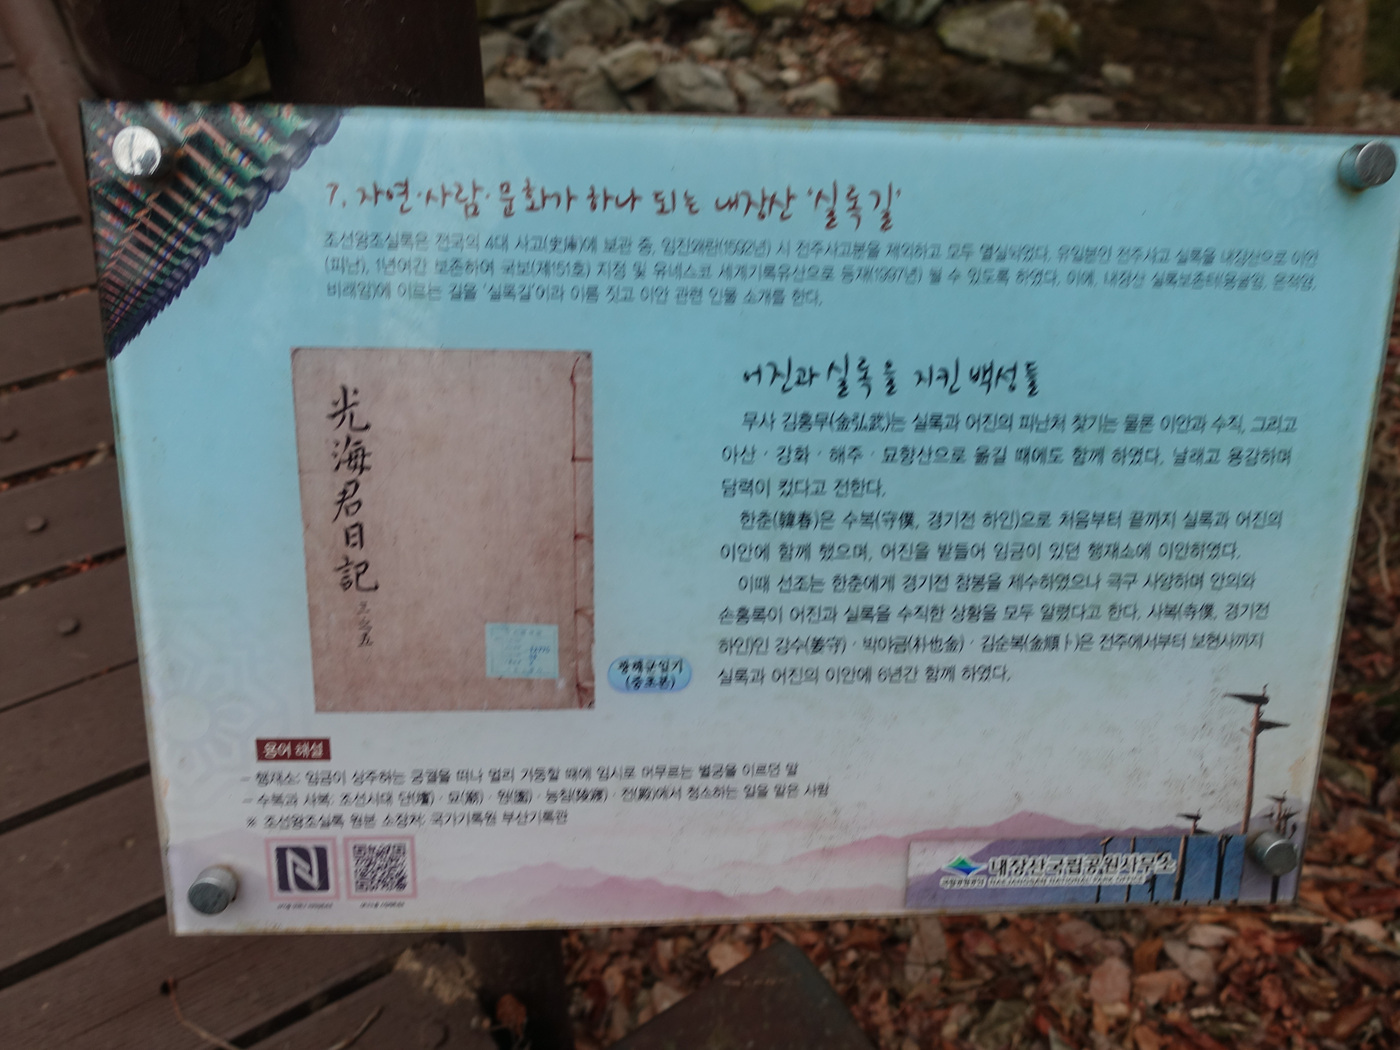 7. 자연·사람·문화가 하나 되는 내장산 '실록길'
조선왕조실록은 전국의 4대 사고(史庫)에 보관 중, 임진왜란(1592년) 시 전주사고본을 제외하고 모두 멸실되었다. 유일본인 전주사고 실록을 내장산으로 이안
(피난), 1년여간 보존하여 국보(제151호) 지정 및 유네스코 세계기록유산으로 등재(1997년) 될 수 있도록 하였다. 이에, 내장산 실록보존터(용굴암, 은적암,
비래암)에 이르는 길을 '실록길'이라 이름 짓고 이안 관련 인물 소개를 한다.
어진과 실록을 지킨 백성들
무사 김홍무(金弘武)는 실록과 어진의 피난처 찾기는 물론 이안과 수직, 그리고
아산 · 강화 · 해주 · 묘향산으로 옮길 때에도 함께 하였다. 날래고 용감하며
담력이 컸다고 전한다.
한춘(韓春)은 수복(守僕, 경기전 하인)으로 처음부터 끝까지 실록과 어진의
이안에 함께 했으며, 어진을 받들어 임금이 있던 행재소에 이안하였다.
이때 선조는 한춘에게 경기전 참봉을 제수하였으나 극구 사양하며 안의와
손홍록이 어진과 실록을 수직한 상황을 모두 알렸다고 한다. 사복(寺僕, 경기전
하인)인 강수(姜守) · 박야금(朴也金) · 김순복(金順卜)은 전주에서부터 보현사까지
실록과 어진의 이안에 6년간 함께 하였다.
光海君日記
三之五
광해군일기
(중초본)
용어 해설
- 행재소: 임금이 상주하는 궁궐을 떠나 멀리 거동할 때에 임시로 머무르는 별궁을 이르던 말
- 수복과 사복: 조선시대 단(壇) · 묘(廟) · 원(園) · 능침(陵寢) · 전(殿)에서 청소하는 일을 맡은 사람
※ 조선왕조실록 원본 소장처: 국가기록원 부산기록관
국립공원공단 내장산국립공원사무소
NAEJANGSAN NATIONAL PARK OFFICE